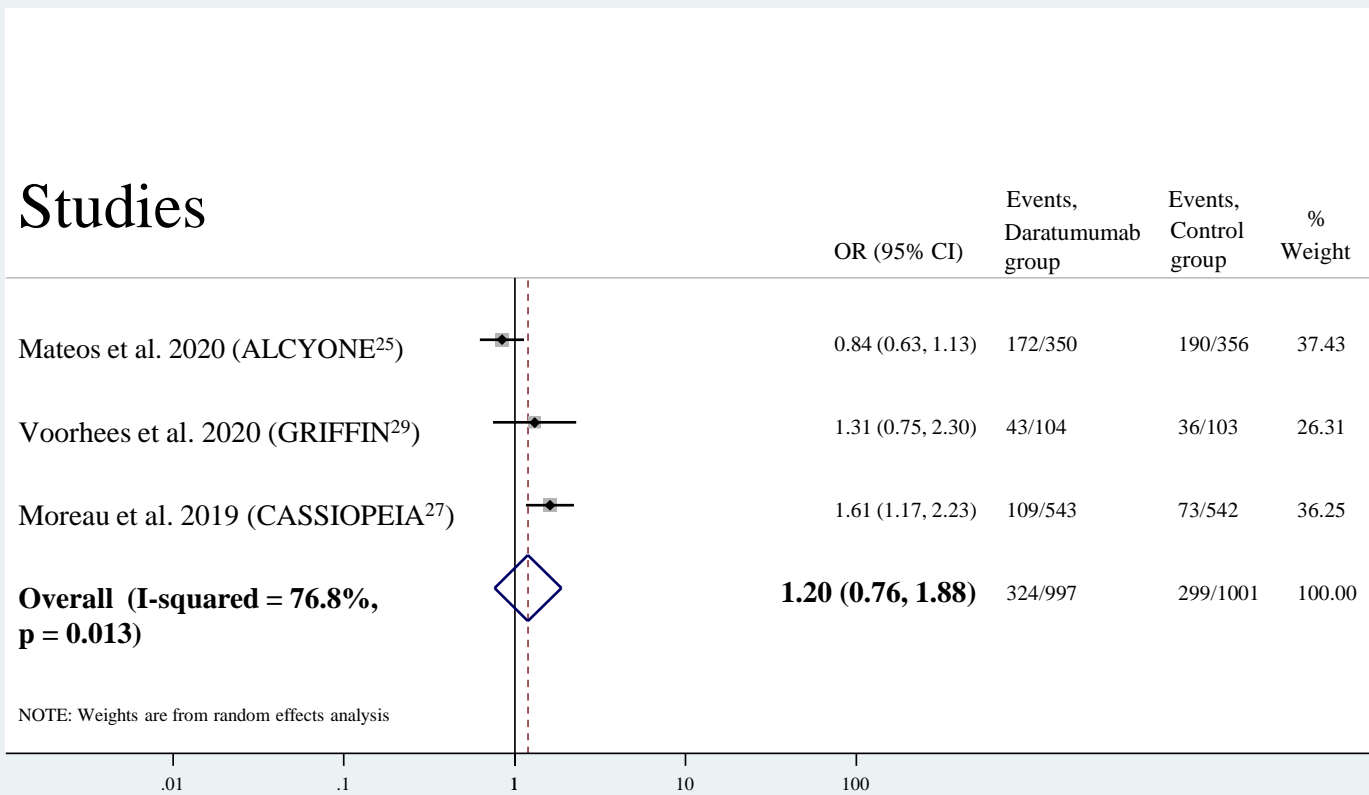 Studies
OR (95% CI)
Events,
Daratumumab
group
Events,
Control
group
%
Weight
Mateos et al. 2020 (ALCYONE²⁵) 0.84 (0.63, 1.13) 172/350 190/356 37.43
Voorhees et al. 2020 (GRIFFIN²⁹) 1.31 (0.75, 2.30) 43/104 36/103 26.31
Moreau et al. 2019 (CASSIOPEIA²⁷) 1.61 (1.17, 2.23) 109/543 73/542 36.25
Overall (I-squared = 76.8%, 1.20 (0.76, 1.88) 324/997 299/1001 100.00
p = 0.013)
NOTE: Weights are from random effects analysis
.01 .1 1 10 100